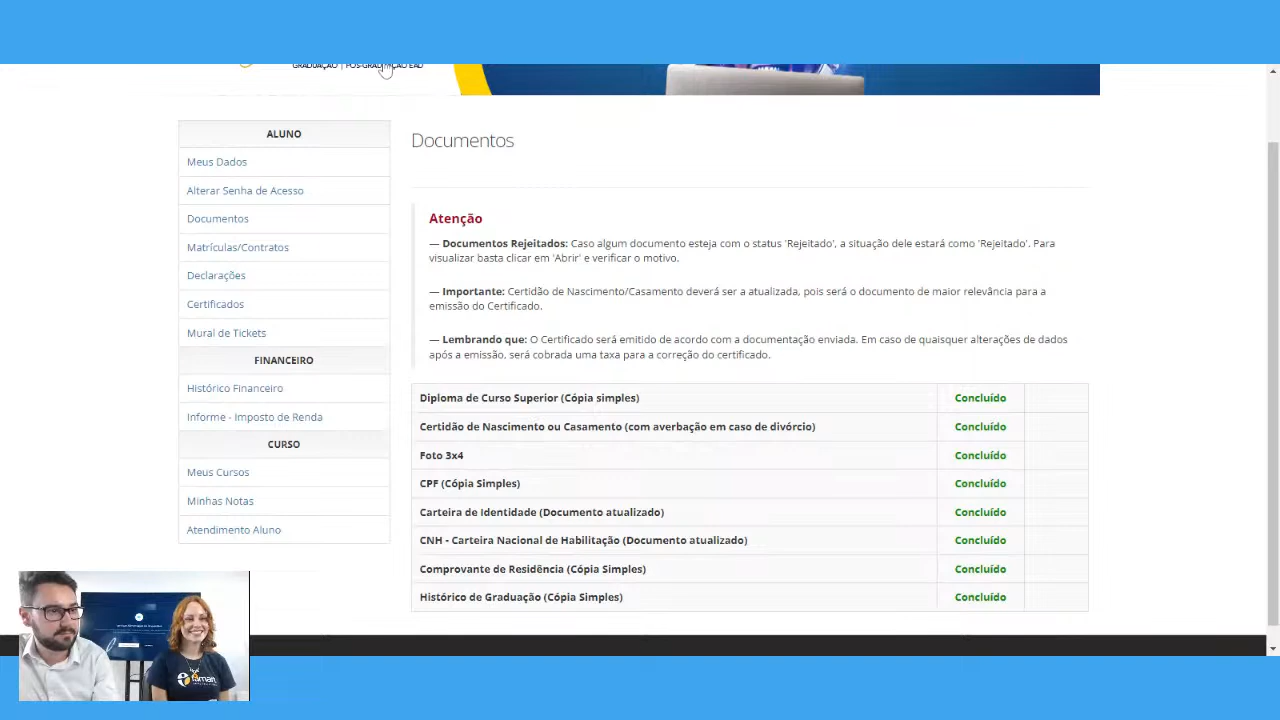 GRADUAÇÃO | PÓS-GRADUAÇÃO EAD
ALUNO
Meus Dados
Alterar Senha de Acesso
Documentos
Matrículas/Contratos
Declarações
Certificados
Mural de Tickets
FINANCEIRO
Histórico Financeiro
Informe - Imposto de Renda
CURSO
Meus Cursos
Minhas Notas
Atendimento Aluno
Documentos
Atenção
— Documentos Rejeitados: Caso algum documento esteja com o status 'Rejeitado', a situação dele estará como 'Rejeitado'. Para
visualizar basta clicar em 'Abrir' e verificar o motivo.
— Importante: Certidão de Nascimento/Casamento deverá ser a atualizada, pois será o documento de maior relevância para a
emissão do Certificado.
— Lembrando que: O Certificado será emitido de acordo com a documentação enviada. Em caso de quaisquer alterações de dados
após a emissão, será cobrada uma taxa para a correção do certificado.
Diploma de Curso Superior (Cópia simples) Concluído
Certidão de Nascimento ou Casamento (com averbação em caso de divórcio) Concluído
Foto 3x4 Concluído
CPF (Cópia Simples) Concluído
Carteira de Identidade (Documento atualizado) Concluído
CNH - Carteira Nacional de Habilitação (Documento atualizado) Concluído
Comprovante de Residência (Cópia Simples) Concluído
Histórico de Graduação (Cópia Simples) Concluído